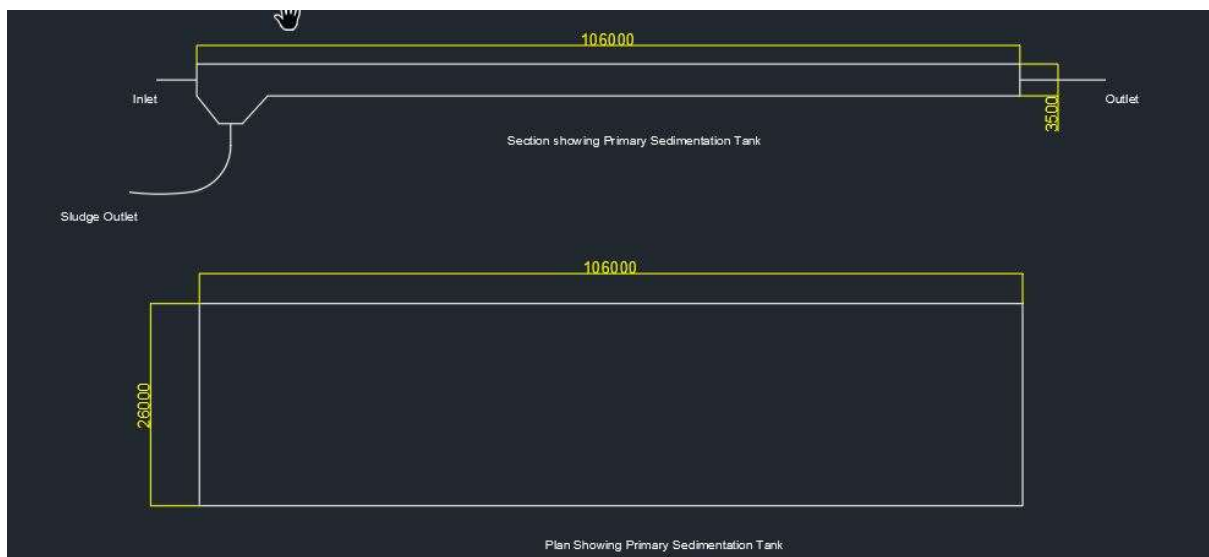 106000
Inlet
3500
Outlet
Section showing Primary Sedimentation Tank
Sludge Outlet
106000
26000
Plan Showing Primary Sedimentation Tank